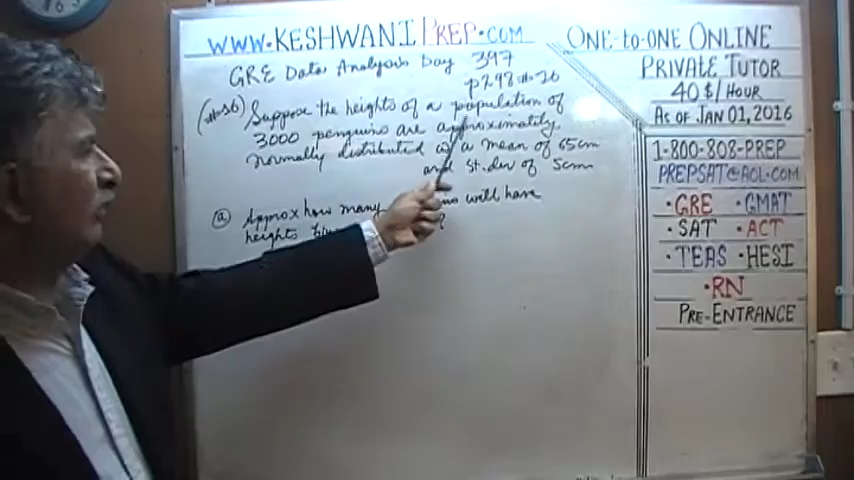 WWW.KESHWANIPREP.COM
GRE Data Analysis Day 397
p298 #36
(#36) Suppose the heights of a population of
3000 penguins are approximately
normally distributed w a mean of 65cm
and st.dev of 5cm
(a) Approx how many will have
heights
?
ONE-TO-ONE ONLINE
PRIVATE TUTOR
40 $/HOUR
AS OF JAN 01, 2016
1-800-808-PREP
PREPSAT@AOL.COM
•GRE •GMAT
•SAT •ACT
•TEAS •HESI
•RN
PRE-ENTRANCE